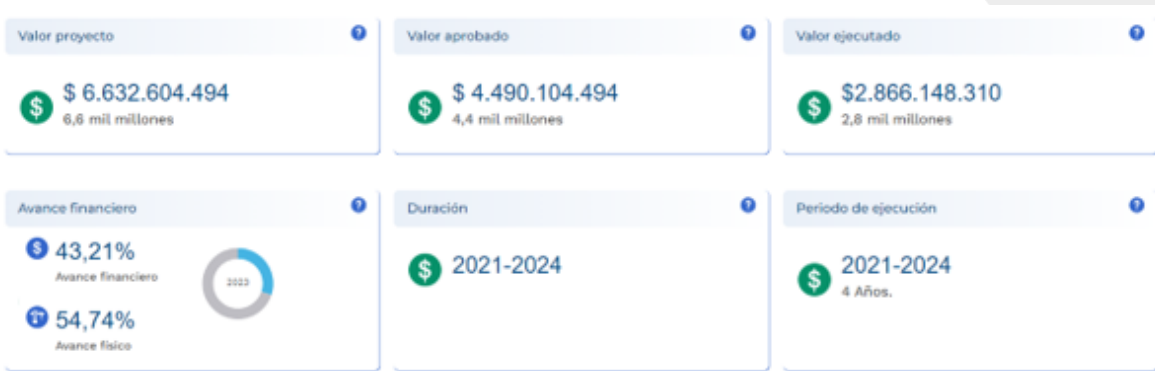 Valor proyecto
$ 6.632.604.494
6,6 mil millones
Valor aprobado
$ 4.490.104.494
4,4 mil millones
Valor ejecutado
$2.866.148.310
2,8 mil millones
Avance financiero
43,21%
Avance financiero
54,74%
Avance físico
2023
Duración
2021-2024
Periodo de ejecución
2021-2024
4 Años.